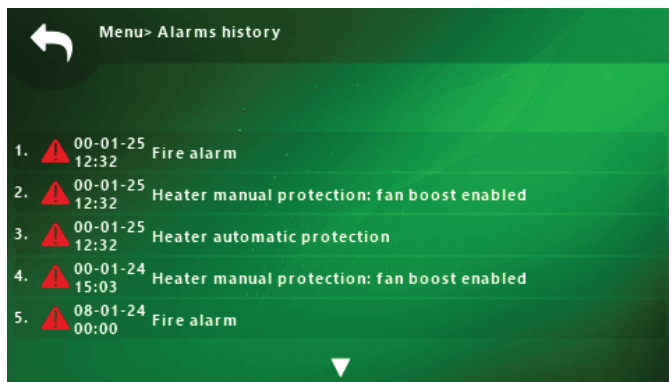 Menu> Alarms history
1. 00-01-25 12:32 Fire alarm
2. 00-01-25 12:32 Heater manual protection: fan boost enabled
3. 00-01-25 12:32 Heater automatic protection
4. 00-01-24 15:03 Heater manual protection: fan boost enabled
5. 08-01-24 00:00 Fire alarm